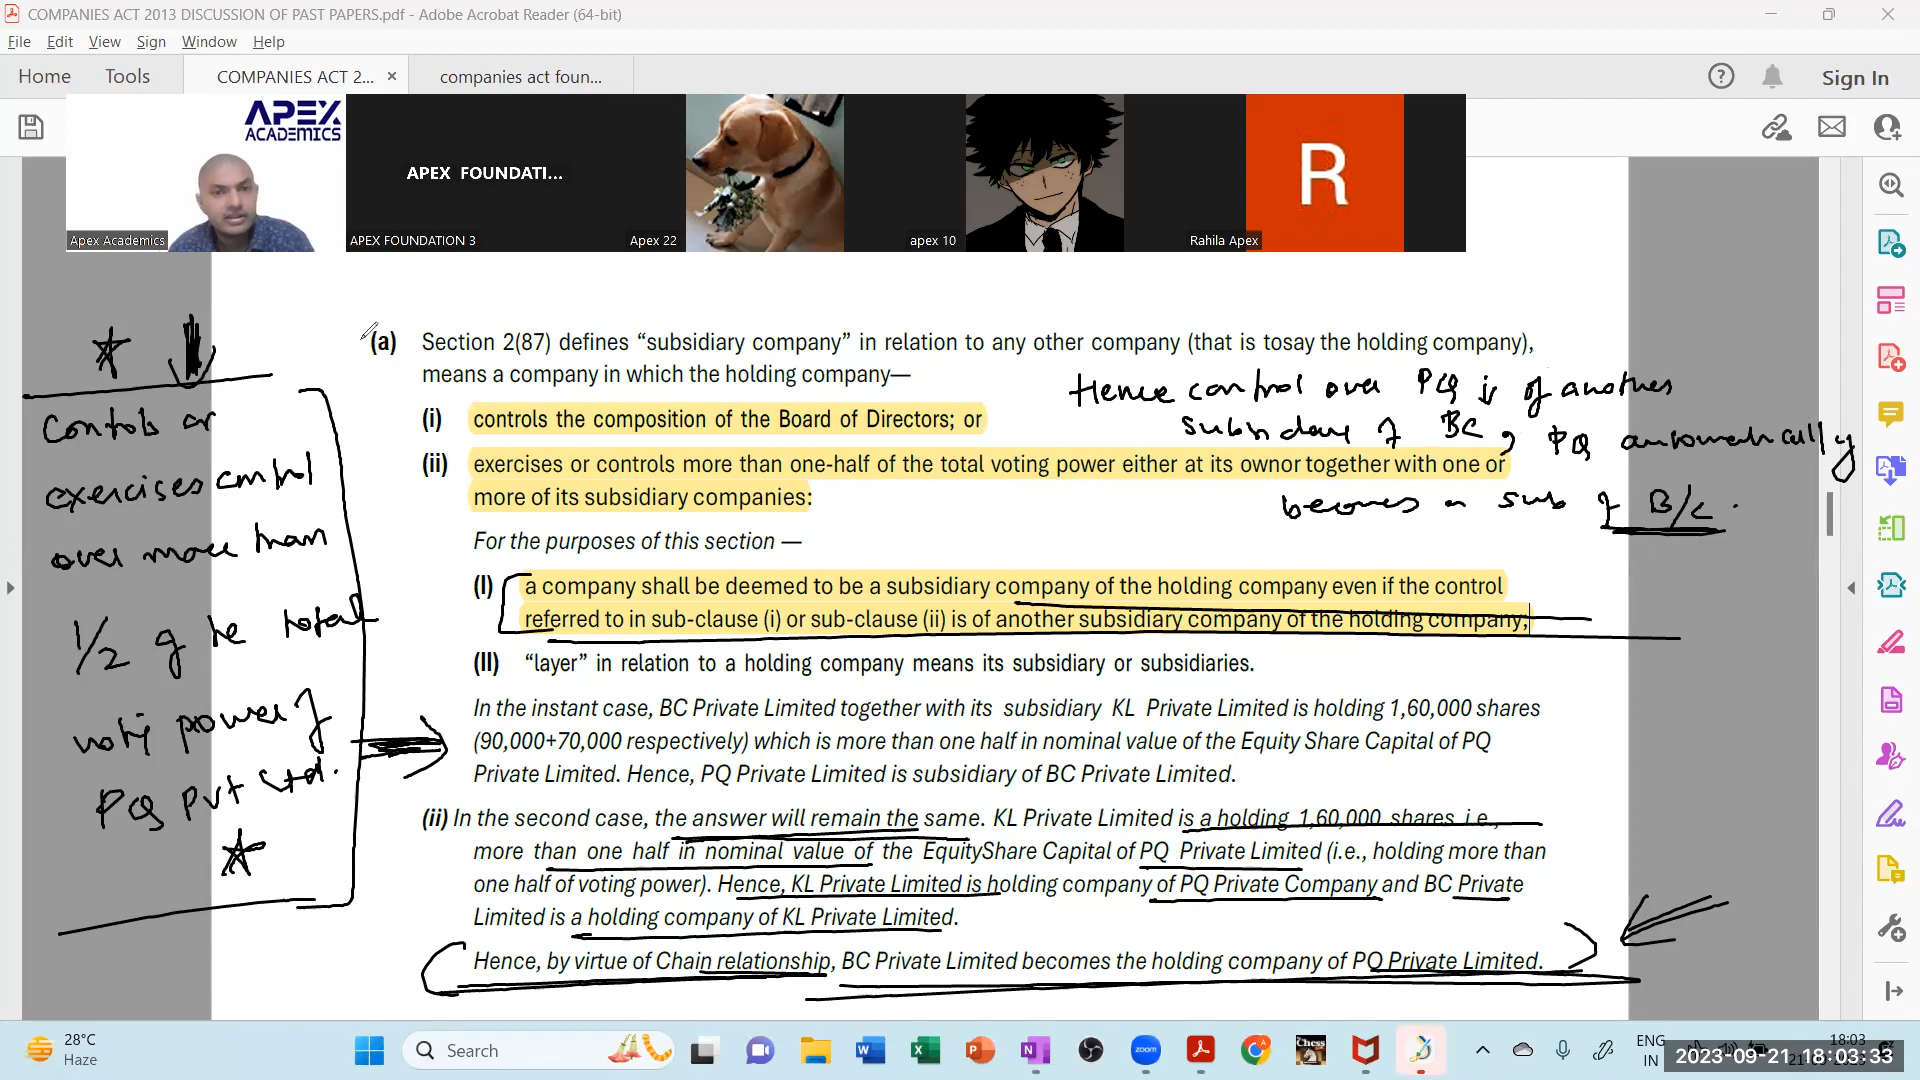 COMPANIES ACT 2013 DISCUSSION OF PAST PAPERS.pdf - Adobe Acrobat Reader (64-bit)
File Edit View Sign Window Help
Home Tools COMPANIES ACT 2... × companies act foun... Sign In
APEX
ACADEMICS
APEX FOUNDATI...
R
Apex Academics APEX FOUNDATION 3 Apex 22 apex 10 Rahila Apex
(a) Section 2(87) defines “subsidiary company” in relation to any other company (that is tosay the holding company),
means a company in which the holding company—
Hence control over PQ is of another
(i) controls the composition of the Board of Directors; or
subsidary of BC, PQ automatically
(ii) exercises or controls more than one-half of the total voting power either at its ownor together with one or
more of its subsidiary companies:
becomes a sub of B/C.
For the purposes of this section —
(I) a company shall be deemed to be a subsidiary company of the holding company even if the control
referred to in sub-clause (i) or sub-clause (ii) is of another subsidiary company of the holding company;
(II) “layer” in relation to a holding company means its subsidiary or subsidiaries.
In the instant case, BC Private Limited together with its subsidiary KL Private Limited is holding 1,60,000 shares
(90,000+70,000 respectively) which is more than one half in nominal value of the Equity Share Capital of PQ
Private Limited. Hence, PQ Private Limited is subsidiary of BC Private Limited.
(ii) In the second case, the answer will remain the same. KL Private Limited is a holding 1,60,000 shares i.e.,
more than one half in nominal value of the EquityShare Capital of PQ Private Limited (i.e., holding more than
one half of voting power). Hence, KL Private Limited is holding company of PQ Private Company and BC Private
Limited is a holding company of KL Private Limited.
Hence, by virtue of Chain relationship, BC Private Limited becomes the holding company of PQ Private Limited.
Controls or
exercises control
over more than
1/2 of the total
voting power of
PQ Pvt Ltd.
28°C
Haze
Search
Chess
zoom
ENG
IN
18:03
2023-09-21 18:03:33